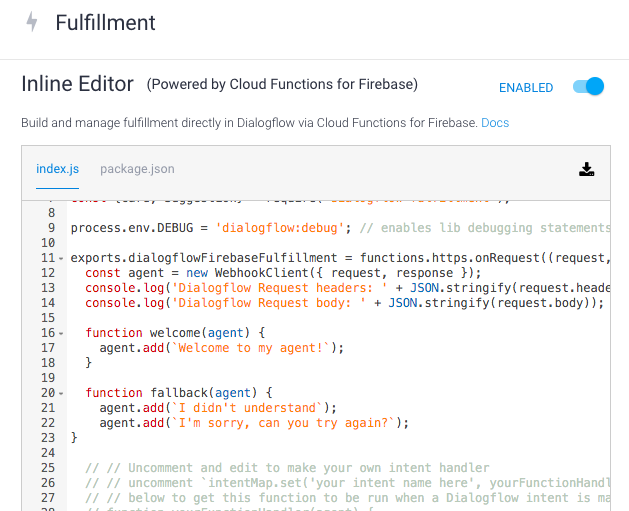 Fulfillment
Inline Editor (Powered by Cloud Functions for Firebase) ENABLED
Build and manage fulfillment directly in Dialogflow via Cloud Functions for Firebase. Docs
index.js package.json
8
9 process.env.DEBUG = 'dialogflow:debug'; // enables lib debugging statements
10
11 exports.dialogflowFirebaseFulfillment = functions.https.onRequest((request,
12 const agent = new WebhookClient({ request, response });
13 console.log('Dialogflow Request headers: ' + JSON.stringify(request.heade
14 console.log('Dialogflow Request body: ' + JSON.stringify(request.body));
15
16 function welcome(agent) {
17 agent.add(`Welcome to my agent!`);
18 }
19
20 function fallback(agent) {
21 agent.add(`I didn't understand`);
22 agent.add(`I'm sorry, can you try again?`);
23 }
24
25 // // Uncomment and edit to make your own intent handler
26 // // uncomment `intentMap.set('your intent name here', yourFunctionHandl
27 // // below to get this function to be run when a Dialogflow intent is ma